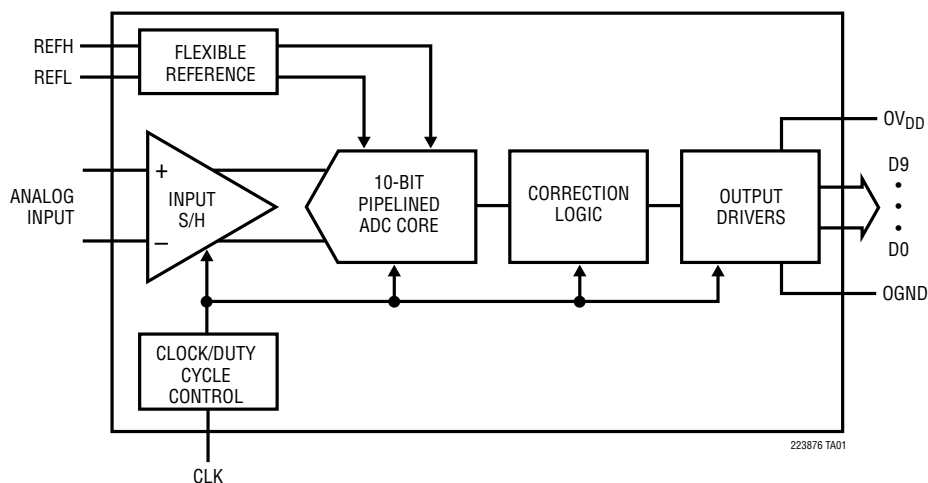 REFH
REFL
FLEXIBLE
REFERENCE
OVDD
D9
D0
OGND
ANALOG
INPUT
+
–
INPUT
S/H
10-BIT
PIPELINED
ADC CORE
CORRECTION
LOGIC
OUTPUT
DRIVERS
CLOCK/DUTY
CYCLE
CONTROL
CLK
223876 TA01